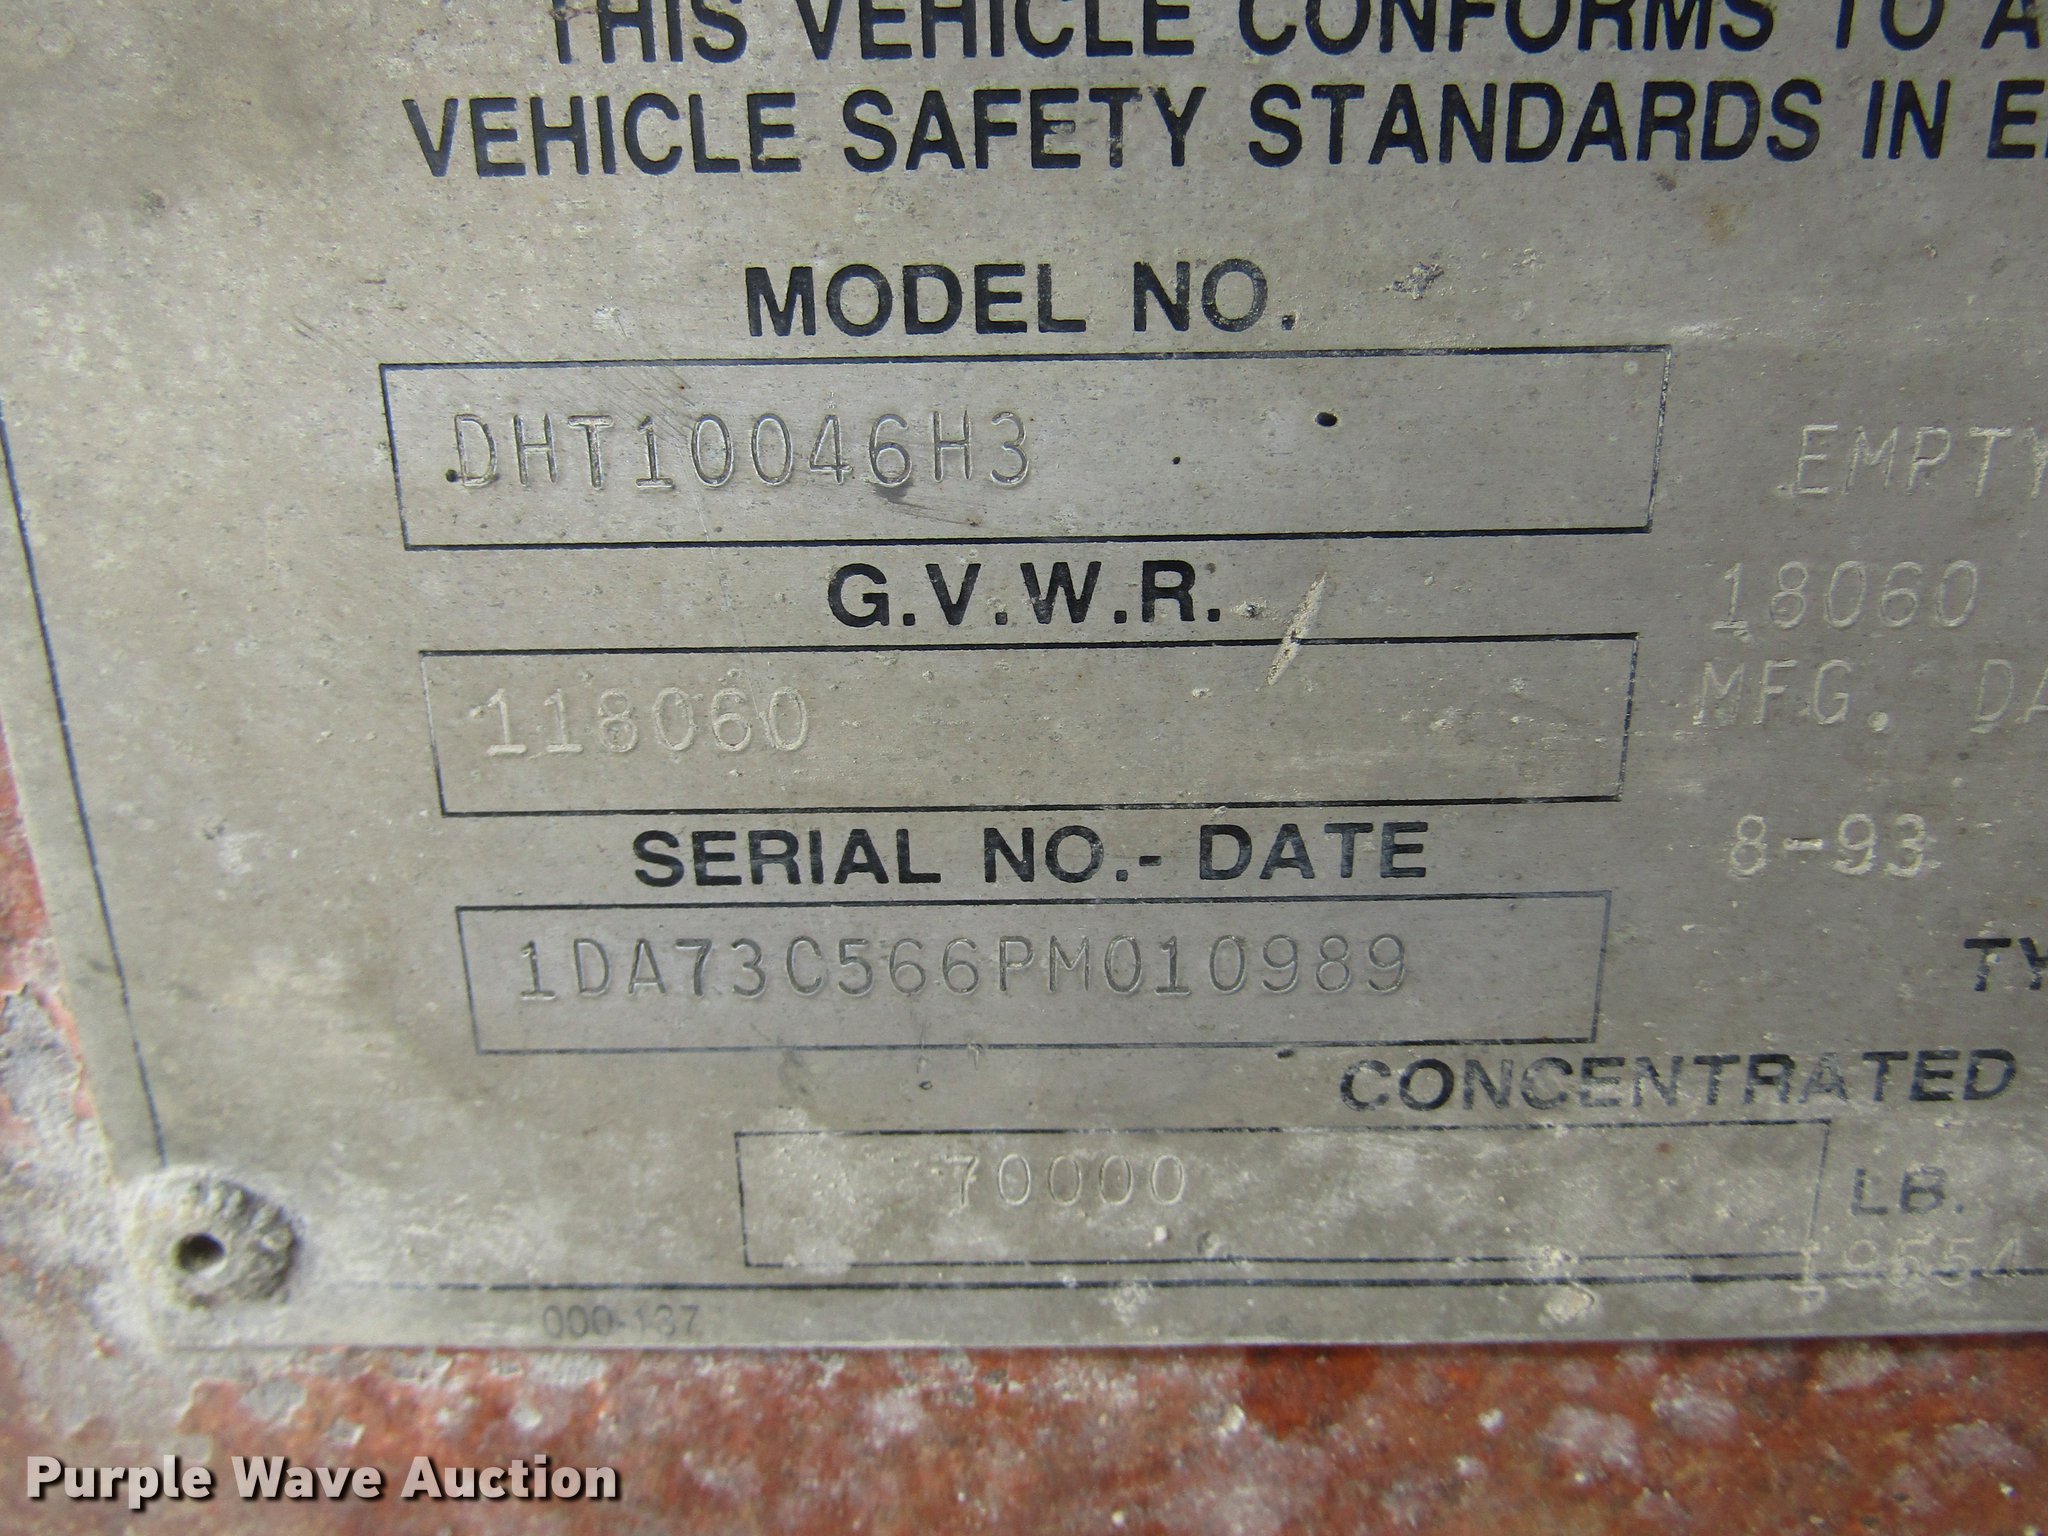 THIS VEHICLE CONFORMS TO A
VEHICLE SAFETY STANDARDS IN E
MODEL NO.
DHT10046H3
EMPTY
G.V.W.R.
18060
118060
MFG. DA
SERIAL NO.- DATE
8-93
1DA73C566PM010989
TY
CONCENTRATED
70000
LB.
19554
000-137
Purple Wave Auction